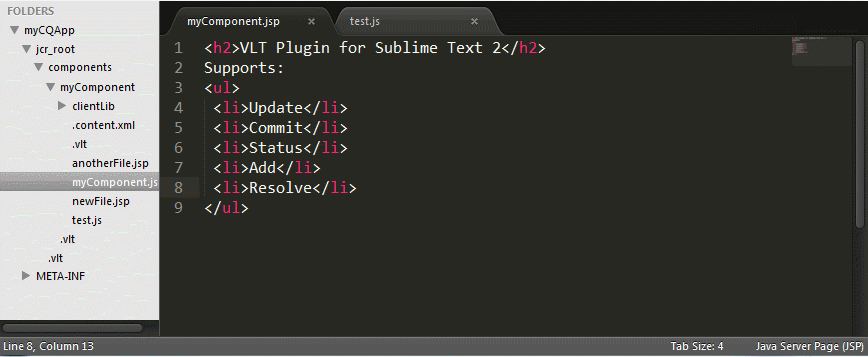 FOLDERS
myCQApp
jcr_root
components
myComponent
clientLib
.content.xml
.vlt
anotherFile.jsp
myComponent.js
newFile.jsp
test.js
.vlt
.vlt
META-INF
myComponent.jsp × test.js ×
1 <h2>VLT Plugin for Sublime Text 2</h2>
2 Supports:
3 <ul>
4 <li>Update</li>
5 <li>Commit</li>
6 <li>Status</li>
7 <li>Add</li>
8 <li>Resolve</li>
9 </ul>
Line 8, Column 13 Tab Size: 4 Java Server Page (JSP)